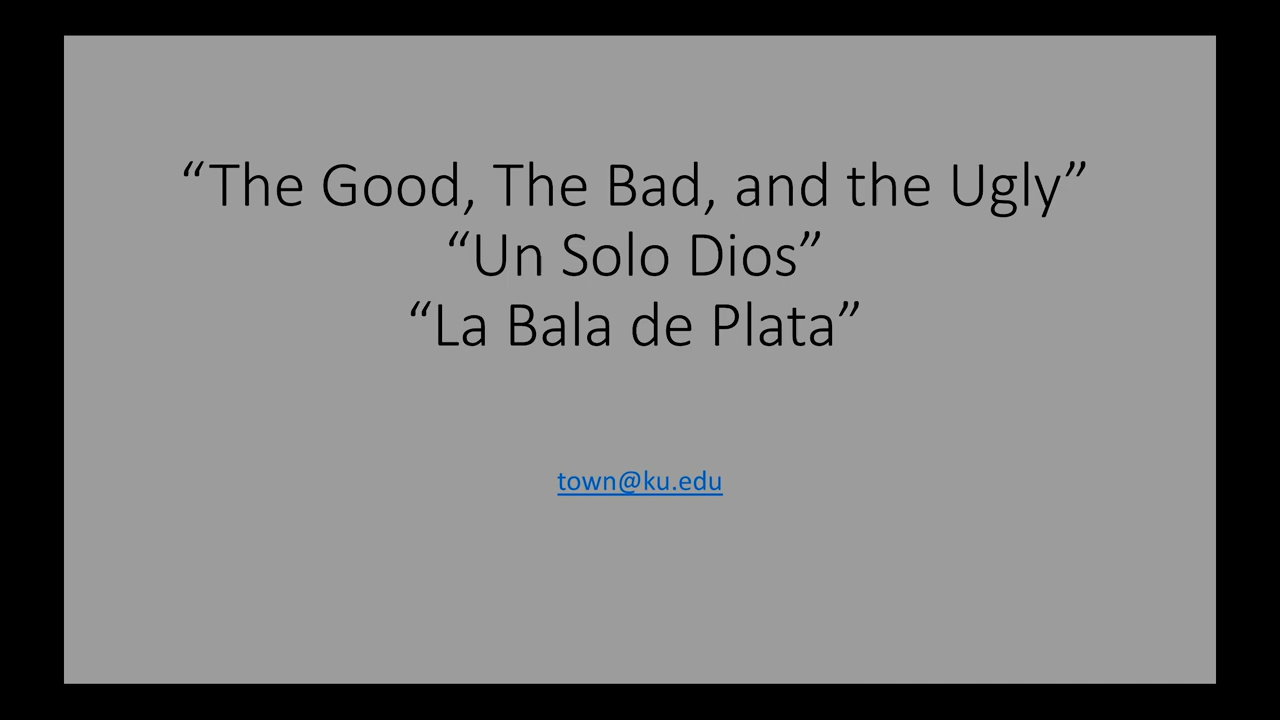 “The Good, The Bad, and the Ugly”
“Un Solo Dios”
“La Bala de Plata”
town@ku.edu